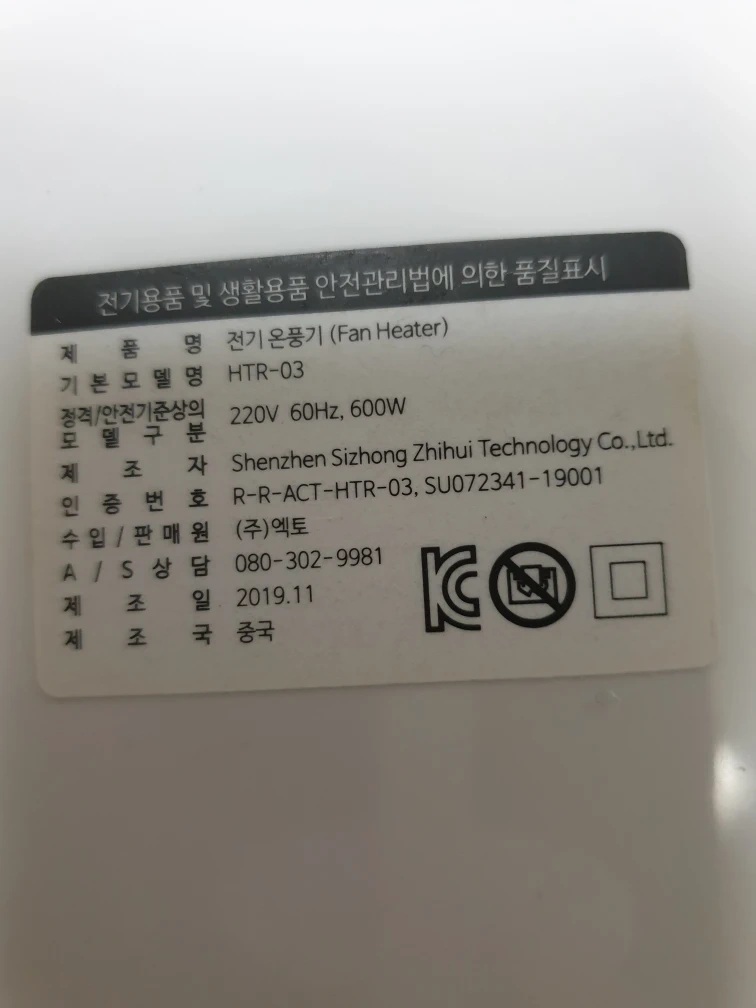 전기용품 및 생활용품 안전관리법에 의한 품질표시
제 품 명 전기 온풍기 (Fan Heater)
기 본 모 델 명 HTR-03
정격/안전기준상의
모 델 구 분 220V 60Hz, 600W
제 조 자 Shenzhen Sizhong Zhihui Technology Co.,Ltd.
인 증 번 호 R-R-ACT-HTR-03, SU072341-19001
수 입 / 판 매 원 (주)엑토
A / S 상 담 080-302-9981
제 조 일 2019.11
제 조 국 중국
KC